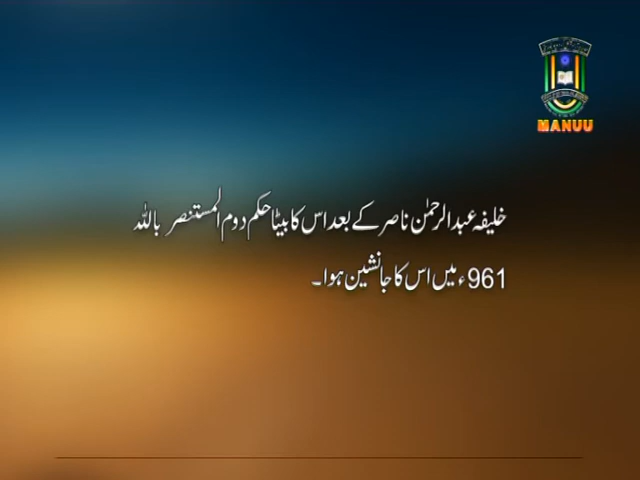 MANUU
خلیفہ عبدالرحمٰن ناصر کے بعد اس کا بیٹا حکم دوم المستنصر باللہ
961ء میں اس کا جانشین ہوا۔